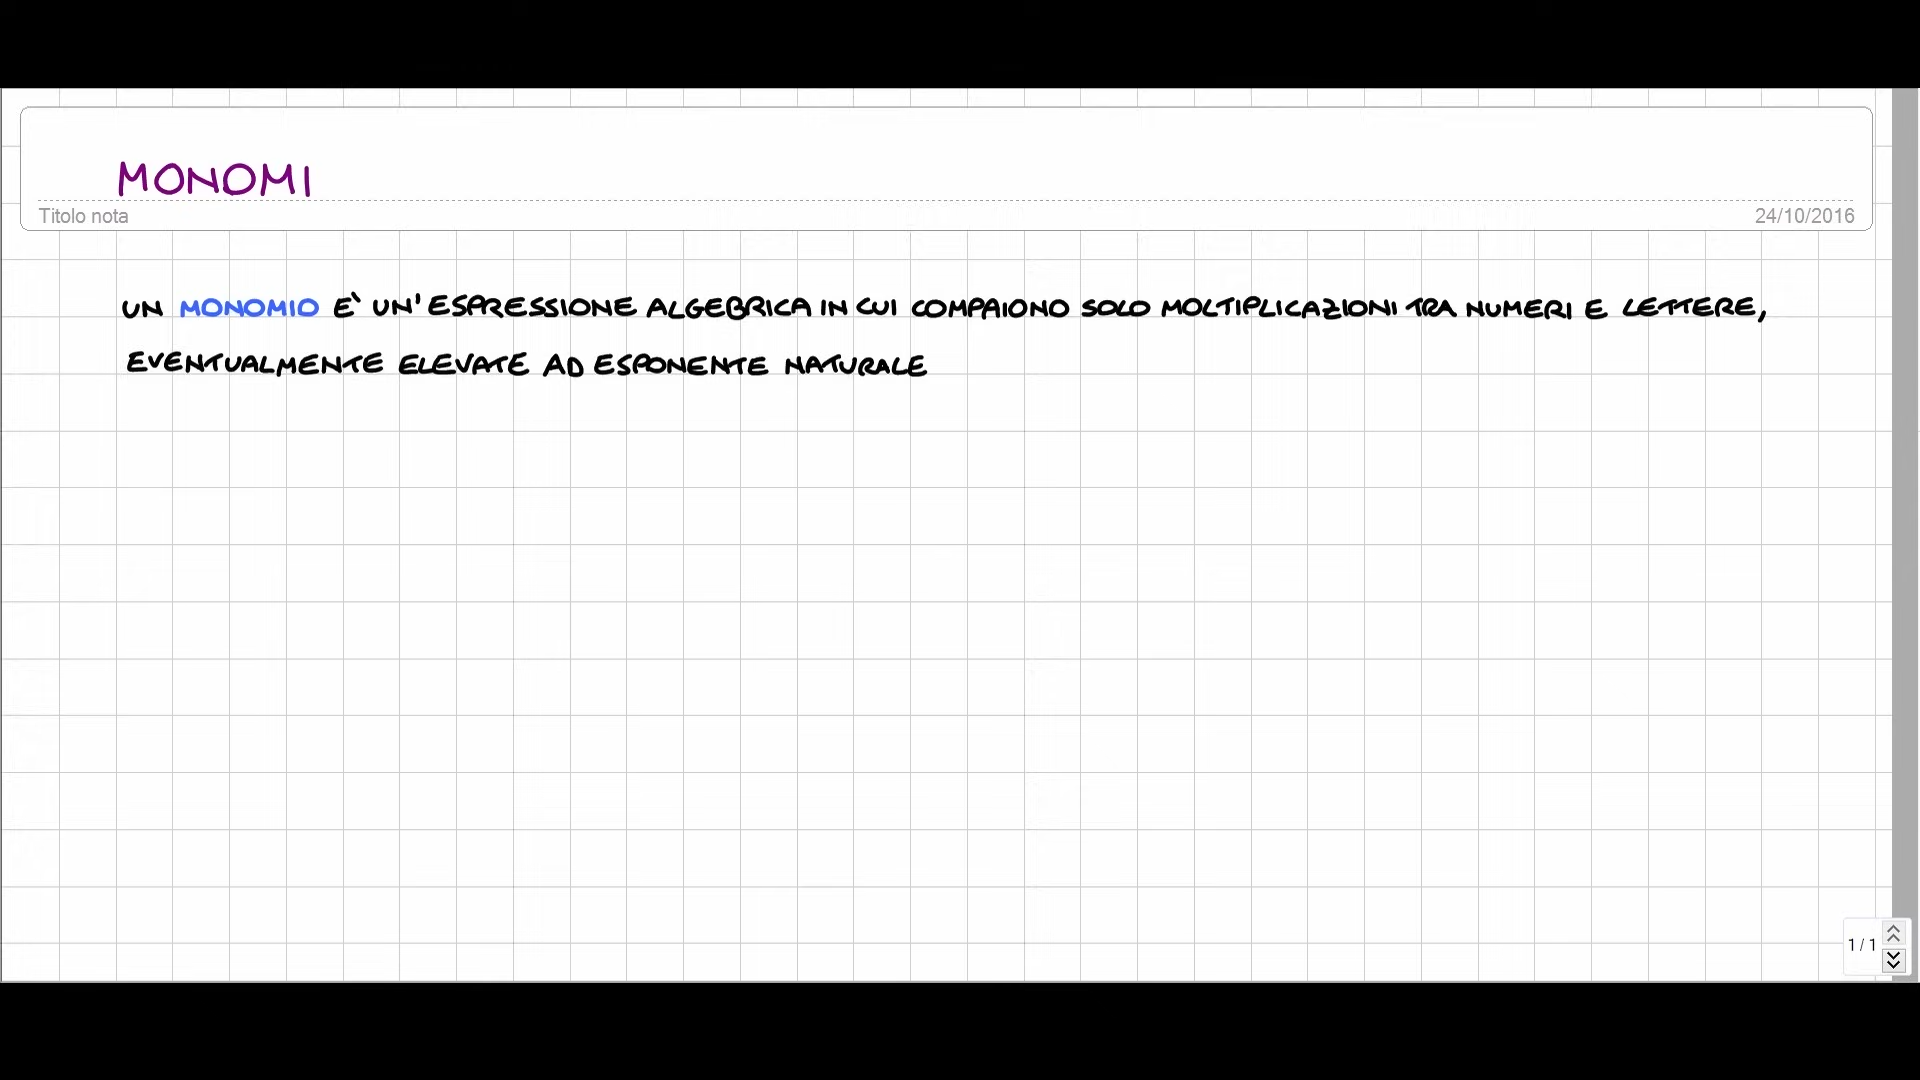 MONOMI
Titolo nota
24/10/2016
UN MONOMIO E` UN'ESPRESSIONE ALGEBRICA IN CUI COMPAIONO SOLO MOLTIPLICAZIONI TRA NUMERI E LETTERE,
EVENTUALMENTE ELEVATE AD ESPONENTE NATURALE
1 / 1